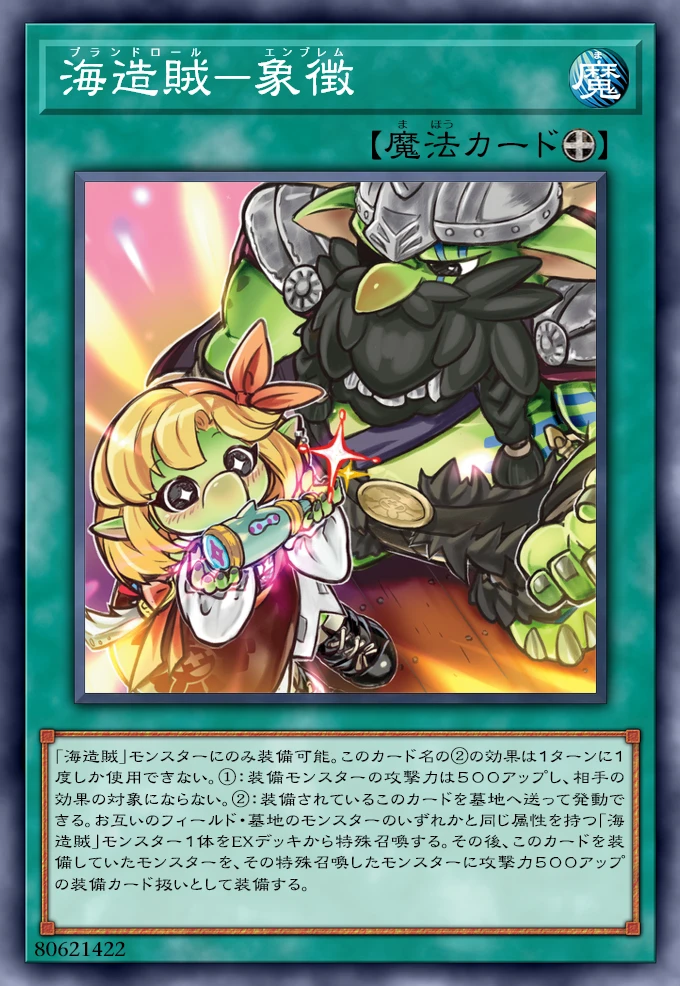 プランドロール エンブレム
海造賊－象徴
ま
魔
ま ほう
【魔法カード】
「海造賊」モンスターにのみ装備可能。このカード名の②の効果は１ターンに１
度しか使用できない。①：装備モンスターの攻撃力は５００アップし、相手の
効果の対象にならない。②：装備されているこのカードを墓地へ送って発動で
きる。お互いのフィールド・墓地のモンスターのいずれかと同じ属性を持つ「海
造賊」モンスター１体をEXデッキから特殊召喚する。その後、このカードを装
備していたモンスターを、その特殊召喚したモンスターに攻撃力５００アップ
の装備カード扱いとして装備する。
80621422